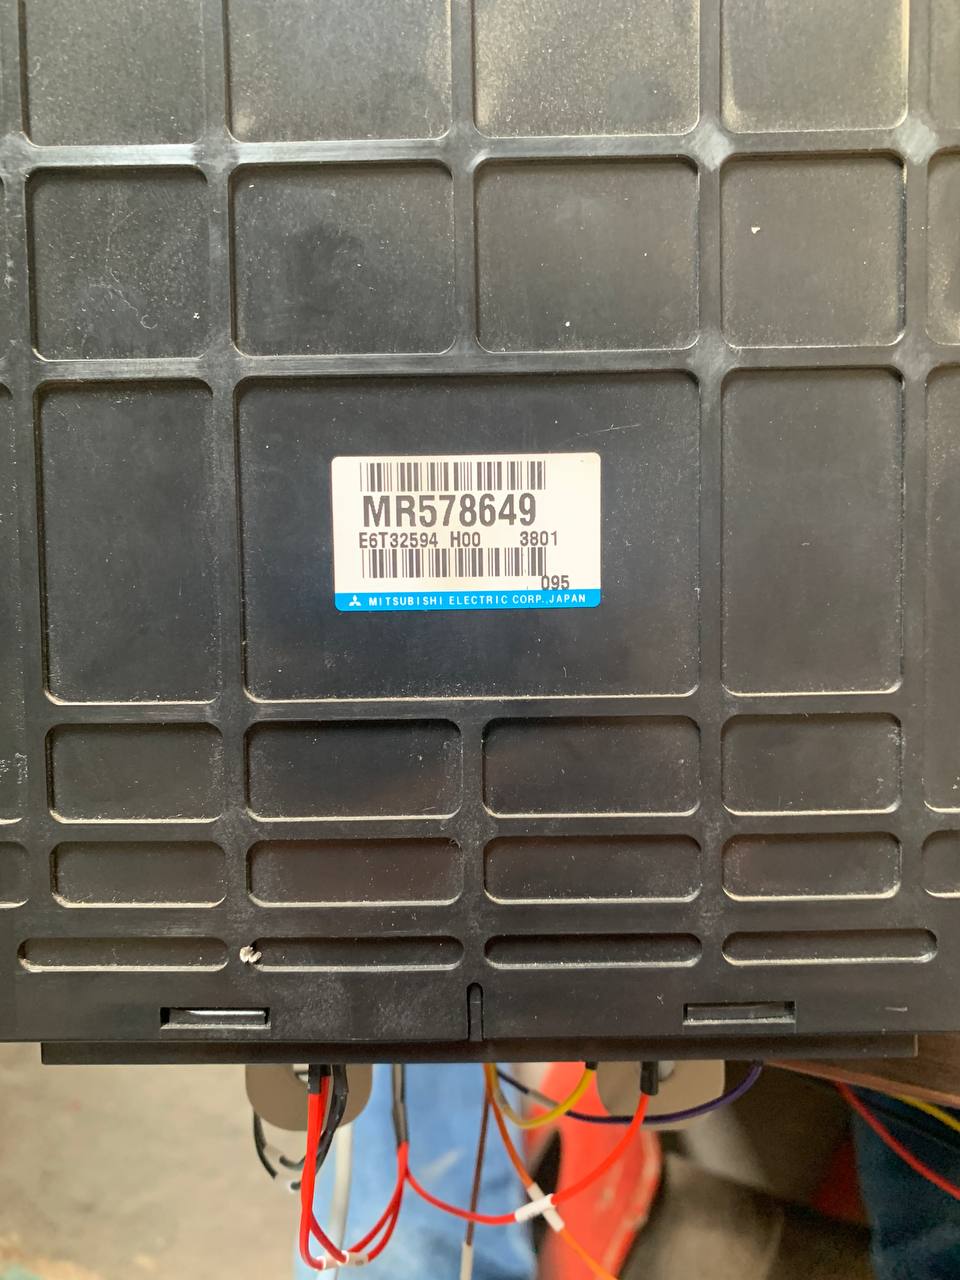 MR578649
E6T32594 H00 3801
095
MITSUBISHI ELECTRIC CORP., JAPAN